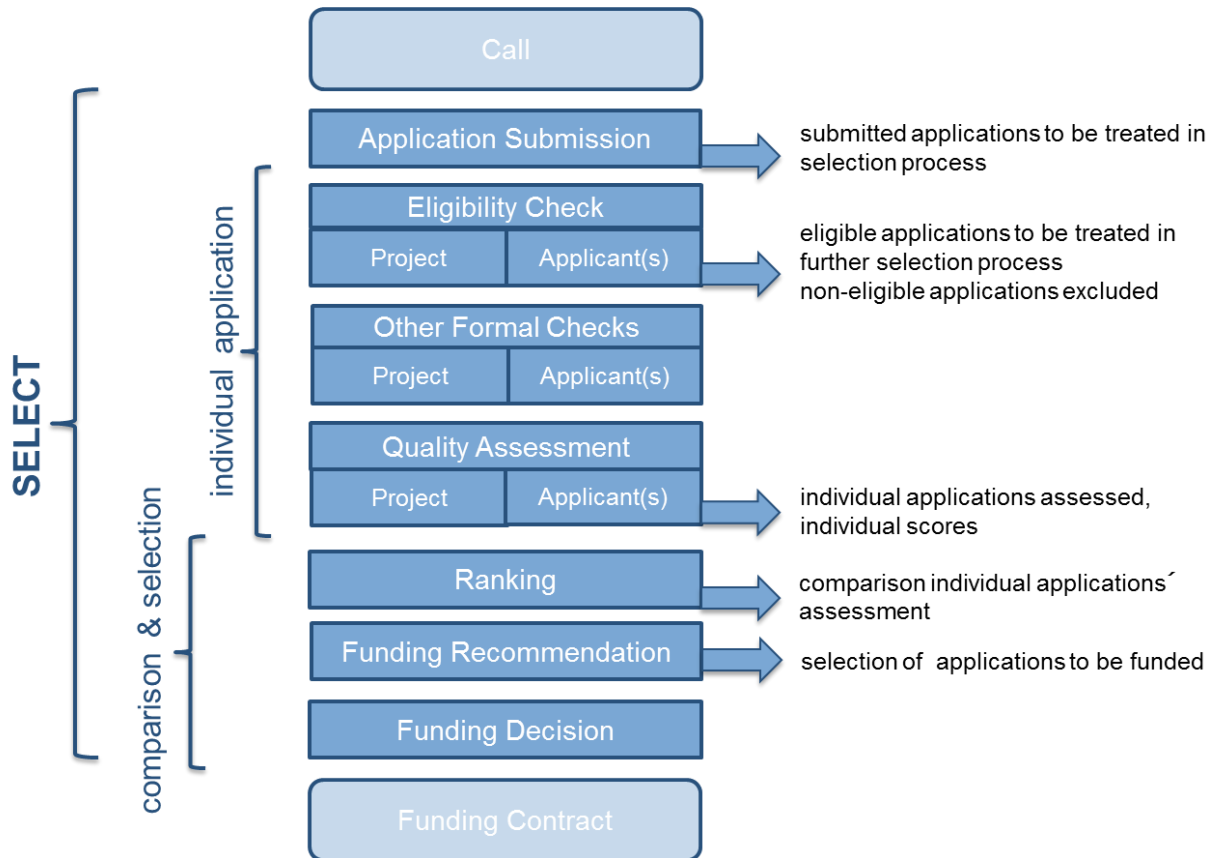 Call
Application Submission
submitted applications to be treated in
selection process
Eligibility Check
Project
Applicant(s)
eligible applications to be treated in
further selection process
non-eligible applications excluded
Other Formal Checks
Project
Applicant(s)
Quality Assessment
Project
Applicant(s)
individual applications assessed,
individual scores
Ranking
comparison individual applications´
assessment
Funding Recommendation
selection of applications to be funded
Funding Decision
Funding Contract
SELECT
individual application
comparison & selection